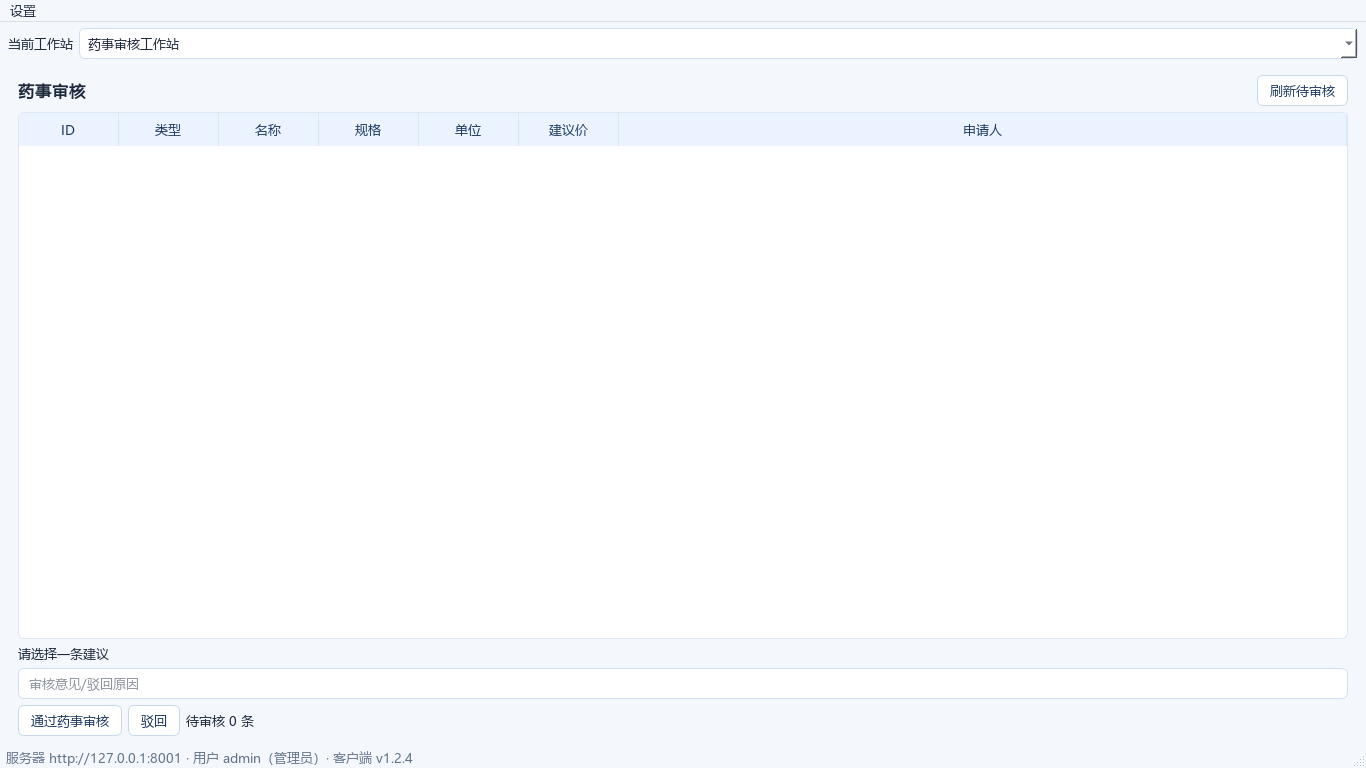 设置
当前工作站 药事审核工作站
药事审核 刷新待审核
ID 类型 名称 规格 单位 建议价 申请人
请选择一条建议
审核意见/驳回原因
通过药事审核 驳回 待审核 0 条
服务器 http://127.0.0.1:8001 · 用户 admin（管理员）· 客户端 v1.2.4